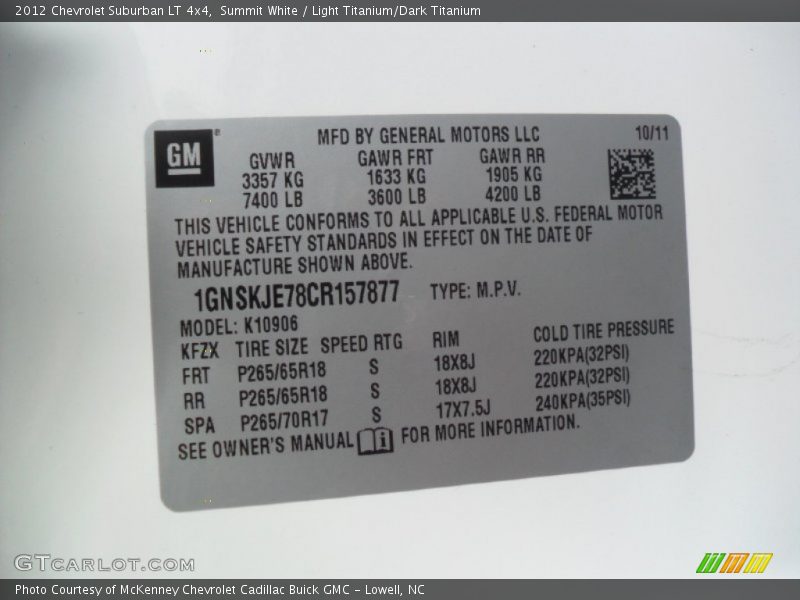 2012 Chevrolet Suburban LT 4x4,  Summit White / Light Titanium/Dark Titanium
GM® MFD BY GENERAL MOTORS LLC 10/11
GVWR GAWR FRT GAWR RR
3357 KG 1633 KG 1905 KG
7400 LB 3600 LB 4200 LB
THIS VEHICLE CONFORMS TO ALL APPLICABLE U.S. FEDERAL MOTOR
VEHICLE SAFETY STANDARDS IN EFFECT ON THE DATE OF
MANUFACTURE SHOWN ABOVE.
1GNSKJE78CR157877 TYPE: M.P.V.
MODEL: K10906
KFZX TIRE SIZE SPEED RTG RIM COLD TIRE PRESSURE
FRT P265/65R18 S 18X8J 220KPA(32PSI)
RR P265/65R18 S 18X8J 220KPA(32PSI)
SPA P265/70R17 S 17X7.5J 240KPA(35PSI)
SEE OWNER'S MANUAL i FOR MORE INFORMATION.
GTCARLOT.COM
Photo Courtesy of McKenney Chevrolet Cadillac Buick GMC - Lowell, NC